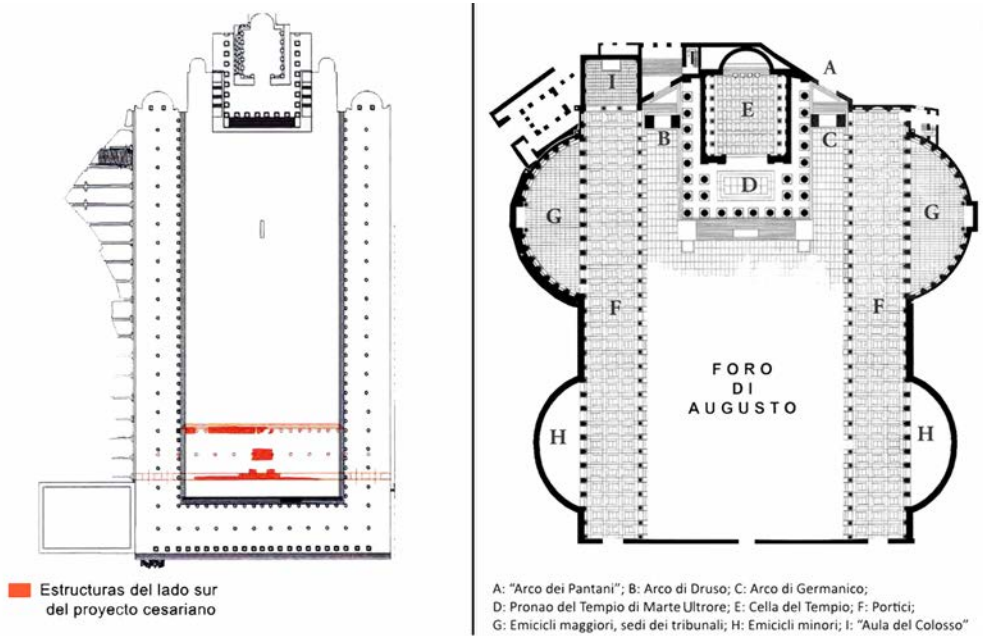 Estructuras del lado sur
del proyecto cesariano
A
I
E
B
C
D
G
G
F
F
FORO
DI
AUGUSTO
H
H
A: “Arco dei Pantani”; B: Arco di Druso; C: Arco di Germanico;
D: Pronao del Tempio di Marte Ultrore; E: Cella del Tempio; F: Portici;
G: Emicicli maggiori, sedi dei tribunali; H: Emicicli minori; I: “Aula del Colosso”